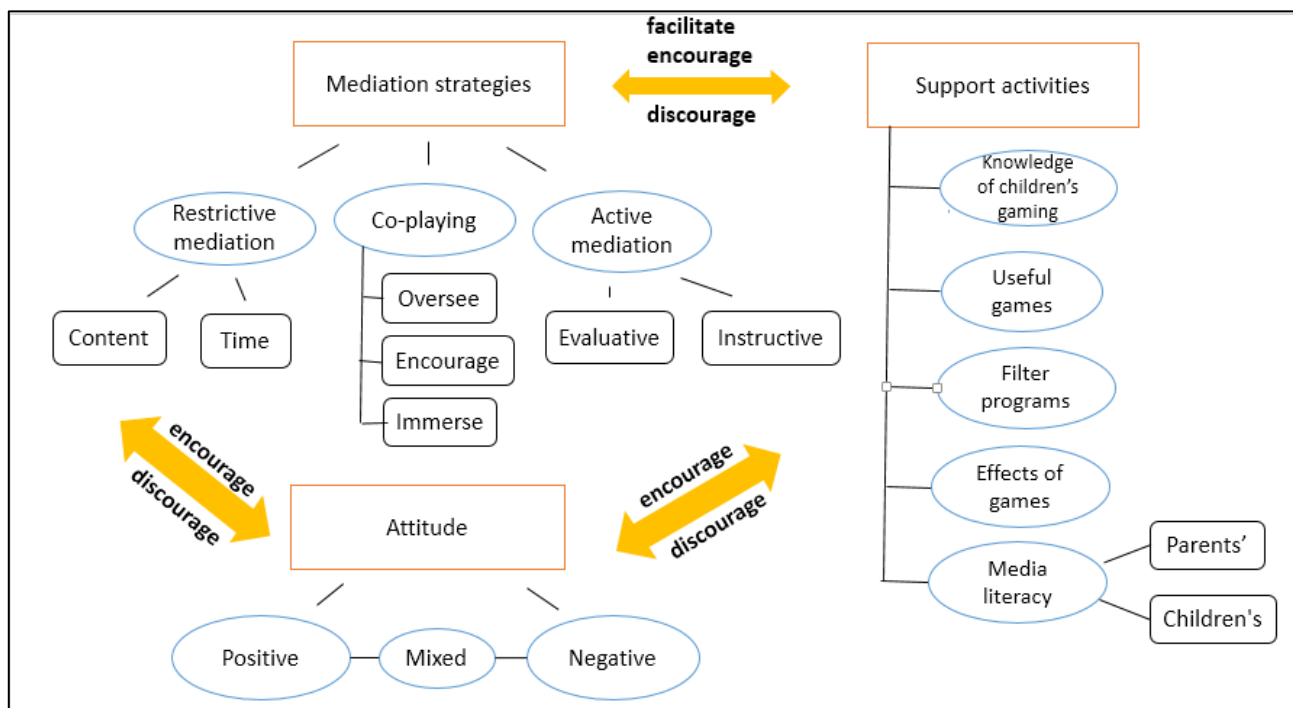 facilitate
encourage
discourage
Mediation strategies
Support activities
Restrictive
mediation
Co-playing
Active
mediation
Content
Time
Oversee
Encourage
Immerse
Evaluative
Instructive
Knowledge
of children’s
gaming
Useful
games
Filter
programs
Effects of
games
Media
literacy
Parents’
Children's
encourage
discourage
encourage
discourage
Attitude
Positive
Mixed
Negative